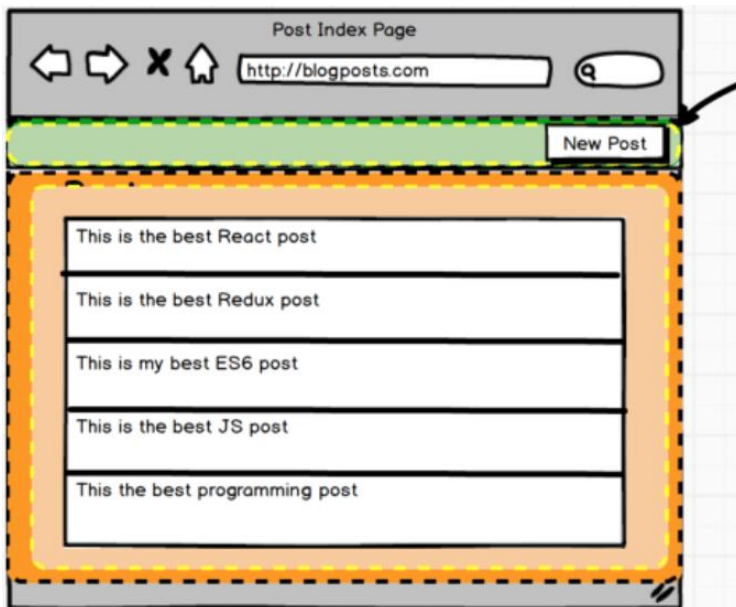 Post Index Page
http://blogposts.com
New Post
This is the best React post
This is the best Redux post
This is my best ES6 post
This is the best JS post
This the best programming post